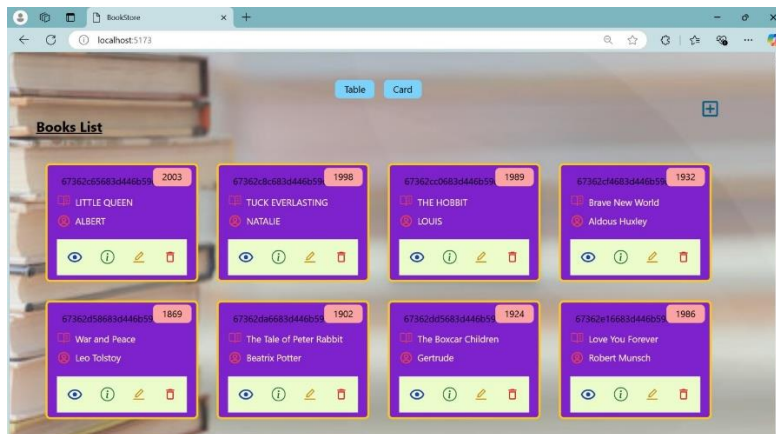 BookStore
localhost:5173
Table Card
Books List
2003
67362c65683d446b59
LITTLE QUEEN
ALBERT
1998
67362c8c683d446b59
TUCK EVERLASTING
NATALIE
1989
67362cc0683d446b59
THE HOBBIT
LOUIS
1932
67362cf4683d446b59
Brave New World
Aldous Huxley
1869
67362d58683d446b59
War and Peace
Leo Tolstoy
1902
67362da6683d446b59
The Tale of Peter Rabbit
Beatrix Potter
1924
67362dd5683d446b59
The Boxcar Children
Gertrude
1986
67362e16683d446b59
Love You Forever
Robert Munsch